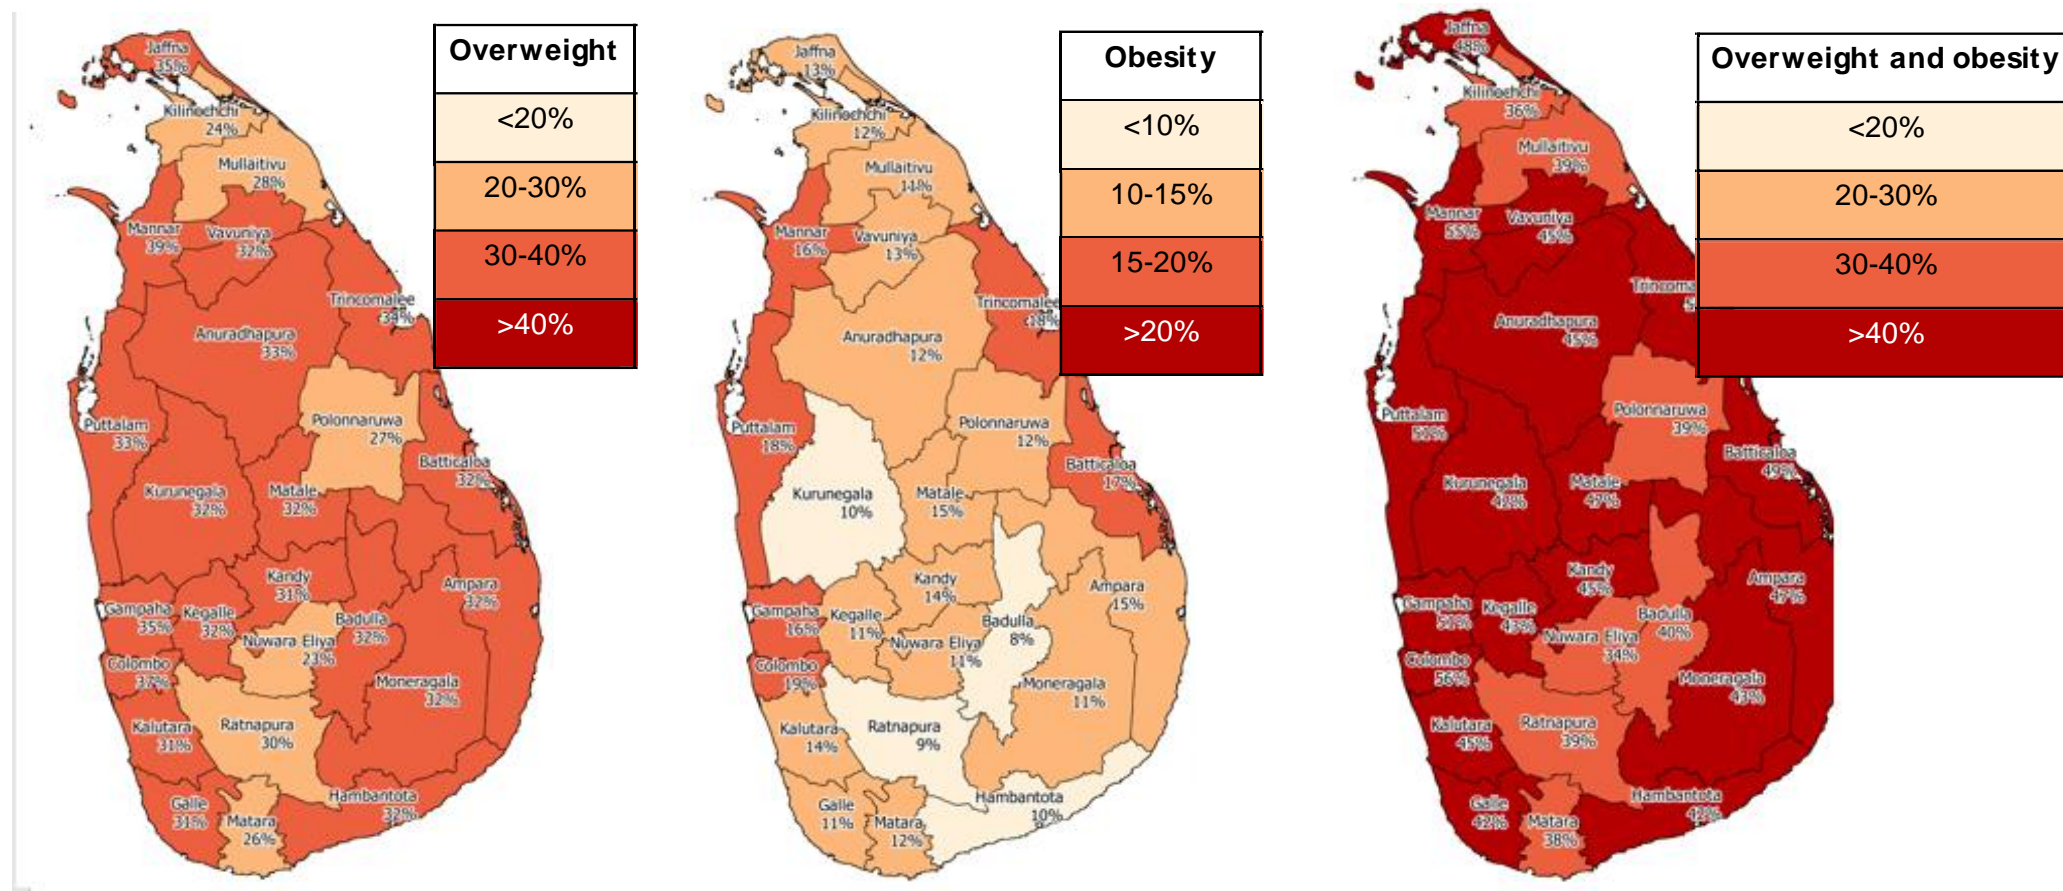 Jaffna
35%
Kilinochchi
24%
Mullaitivu
28%
Mannar
39%
Vavuniya
32%
Trincomalee
34%
Anuradhapura
33%
Polonnaruwa
27%
Puttalam
33%
Batticaloa
32%
Kurunegala
32%
Matale
32%
Kandy
31%
Ampara
32%
Gampaha
35%
Kegalle
32%
Badulla
32%
Nuwara Eliya
23%
Colombo
37%
Moneragala
32%
Kalutara
31%
Ratnapura
30%
Galle
31%
Matara
26%
Hambantota
32%
Overweight
<20%
20-30%
30-40%
>40%
Jaffna
13%
Kilinochchi
12%
Mullaitivu
11%
Mannar
16%
Vavuniya
13%
Trincomalee
18%
Anuradhapura
12%
Polonnaruwa
12%
Puttalam
18%
Batticaloa
17%
Kurunegala
10%
Matale
15%
Kandy
14%
Ampara
15%
Gampaha
16%
Kegalle
11%
Badulla
8%
Nuwara Eliya
11%
Colombo
19%
Moneragala
11%
Kalutara
14%
Ratnapura
9%
Galle
11%
Matara
12%
Hambantota
10%
Obesity
<10%
10-15%
15-20%
>20%
Jaffna
48%
Kilinochchi
36%
Mullaitivu
39%
Mannar
55%
Vavuniya
45%
Trincoma
5
Anuradhapura
45%
Polonnaruwa
39%
Puttalam
51%
Batticaloa
49%
Kurunegala
42%
Matale
47%
Kandy
45%
Ampara
47%
Gampaha
51%
Kegalle
43%
Badulla
40%
Nuwara Eliya
34%
Colombo
56%
Moneragala
43%
Kalutara
45%
Ratnapura
39%
Galle
42%
Matara
38%
Hambantota
42%
Overweight and obesity
<20%
20-30%
30-40%
>40%